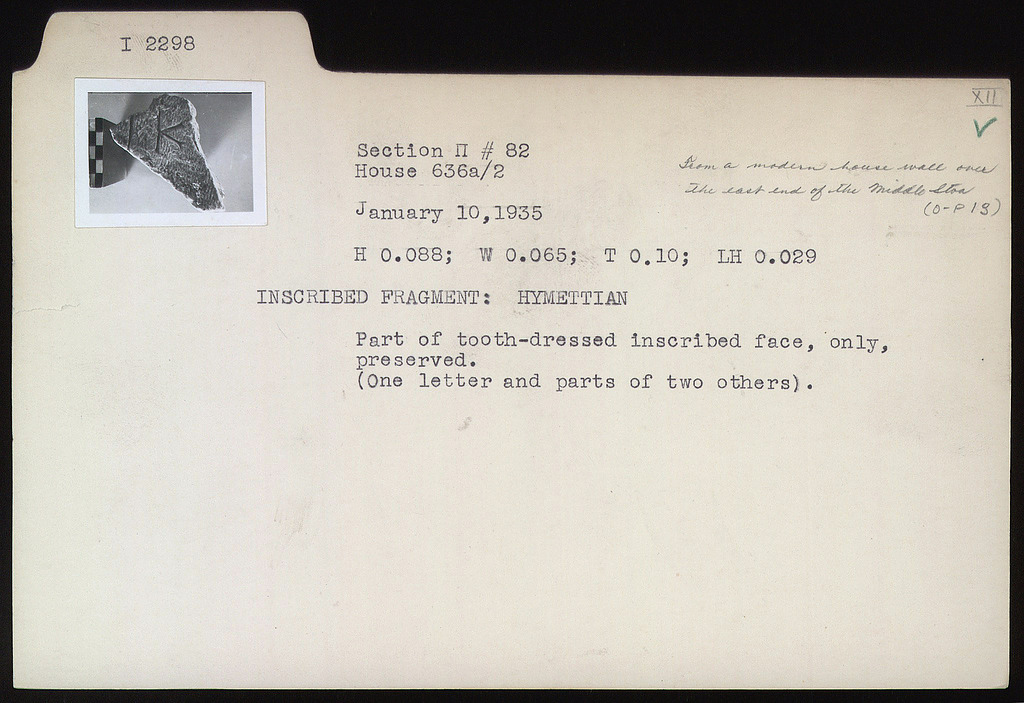 I 2298
XII
Section Π # 82
House 636a/2
From a modern house wall over
the east end of the Middle Stoa
(O-P 13)
January 10,1935
H 0.088; W 0.065; T 0.10; LH 0.029
INSCRIBED FRAGMENT: HYMETTIAN
Part of tooth-dressed inscribed face, only,
preserved.
(One letter and parts of two others).